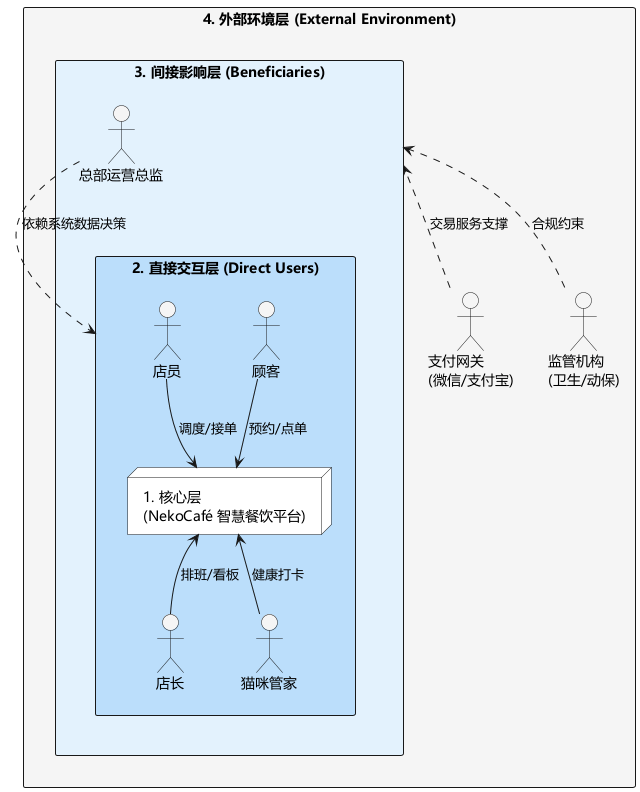 4. 外部环境层 (External Environment)
3. 间接影响层 (Beneficiaries)
总部运营总监
依赖系统数据决策
交易服务支撑
合规约束
2. 直接交互层 (Direct Users)
店员
顾客
支付网关
(微信/支付宝)
监管机构
(卫生/动保)
调度/接单
预约/点单
1. 核心层
(NekoCafé 智慧餐饮平台)
排班/看板
健康打卡
店长
猫咪管家